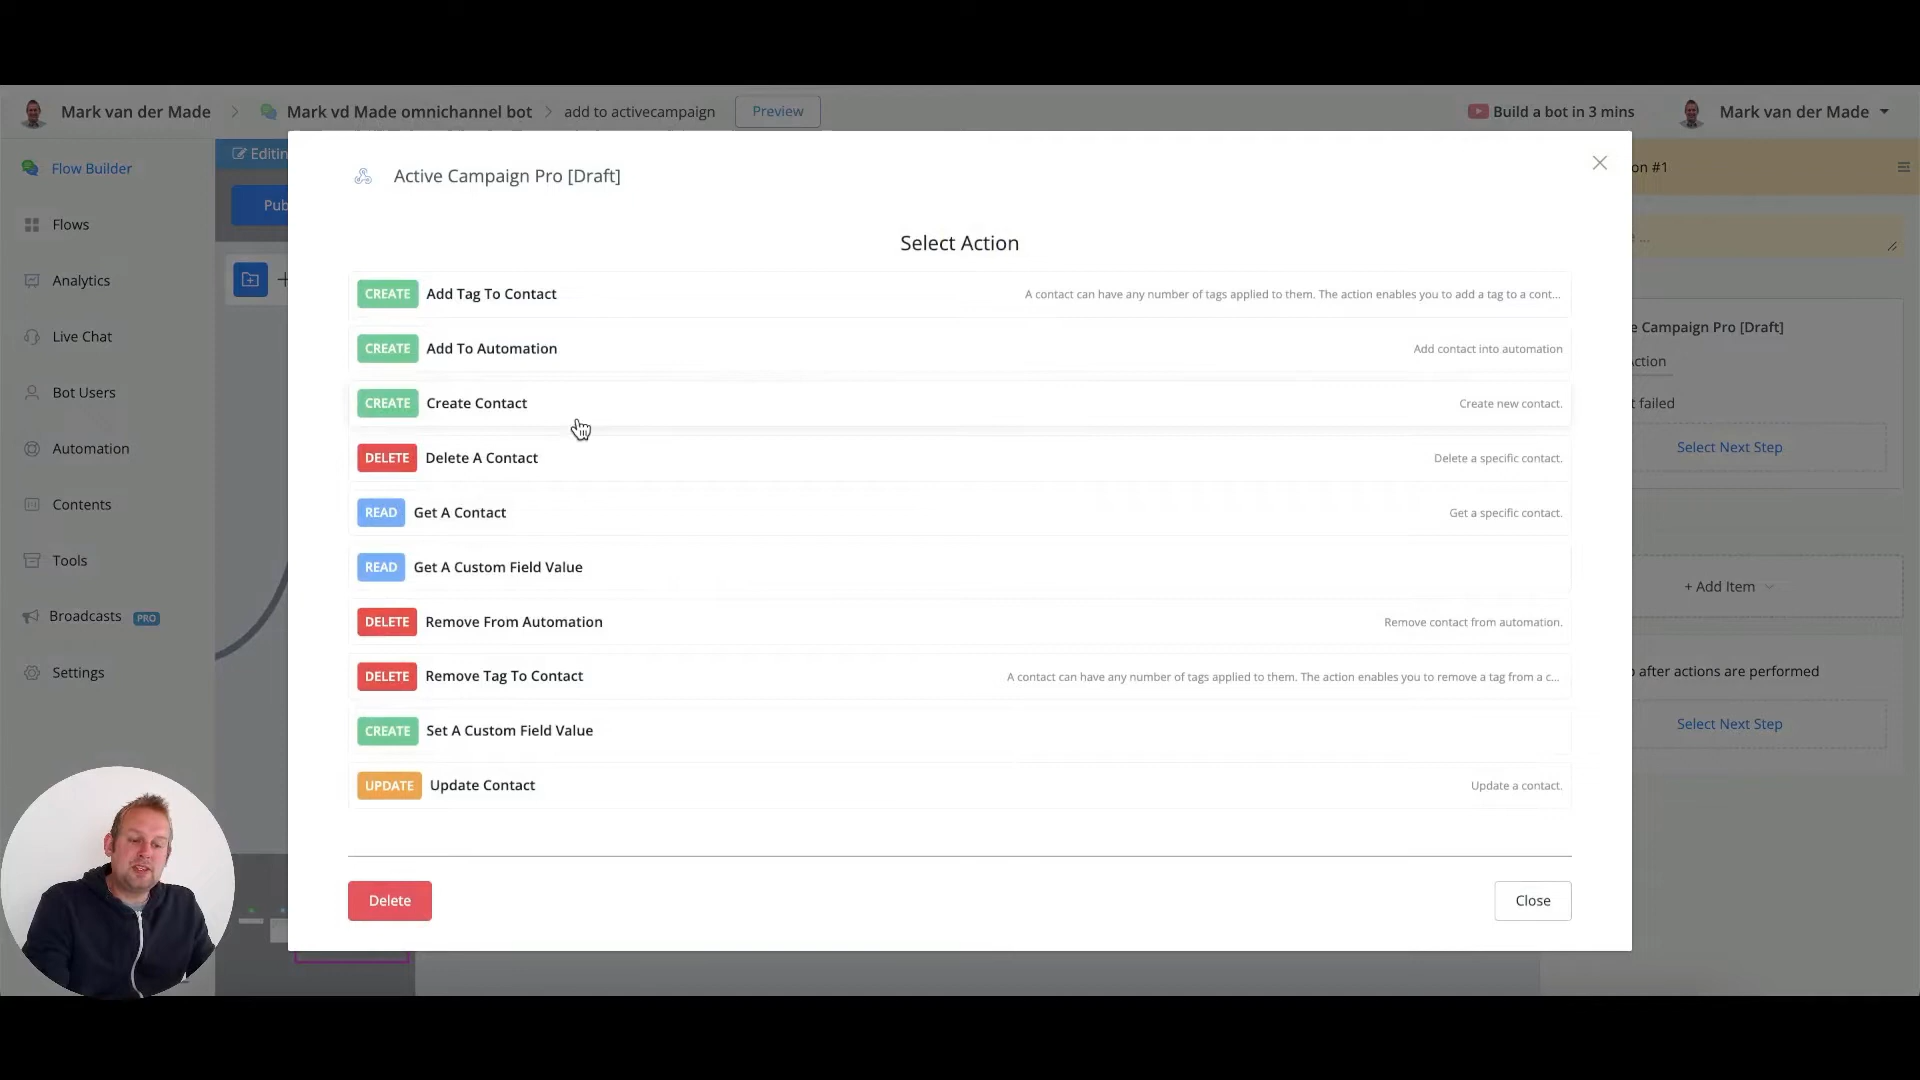 Mark van der Made > Mark vd Made omnichannel bot > add to activecampaign Preview
Build a bot in 3 mins Mark van der Made
Flow Builder
Flows
Analytics
Live Chat
Bot Users
Automation
Contents
Tools
Broadcasts PRO
Settings
Editin
Pub
Active Campaign Pro [Draft]
Select Action
CREATE Add Tag To Contact A contact can have any number of tags applied to them. The action enables you to add a tag to a cont...
CREATE Add To Automation Add contact into automation
CREATE Create Contact Create new contact.
DELETE Delete A Contact Delete a specific contact.
READ Get A Contact Get a specific contact.
READ Get A Custom Field Value
DELETE Remove From Automation Remove contact from automation.
DELETE Remove Tag To Contact A contact can have any number of tags applied to them. The action enables you to remove a tag from a c...
CREATE Set A Custom Field Value
UPDATE Update Contact Update a contact.
Delete
Close
on #1
...
e Campaign Pro [Draft]
ction
t failed
Select Next Step
+ Add Item
after actions are performed
Select Next Step